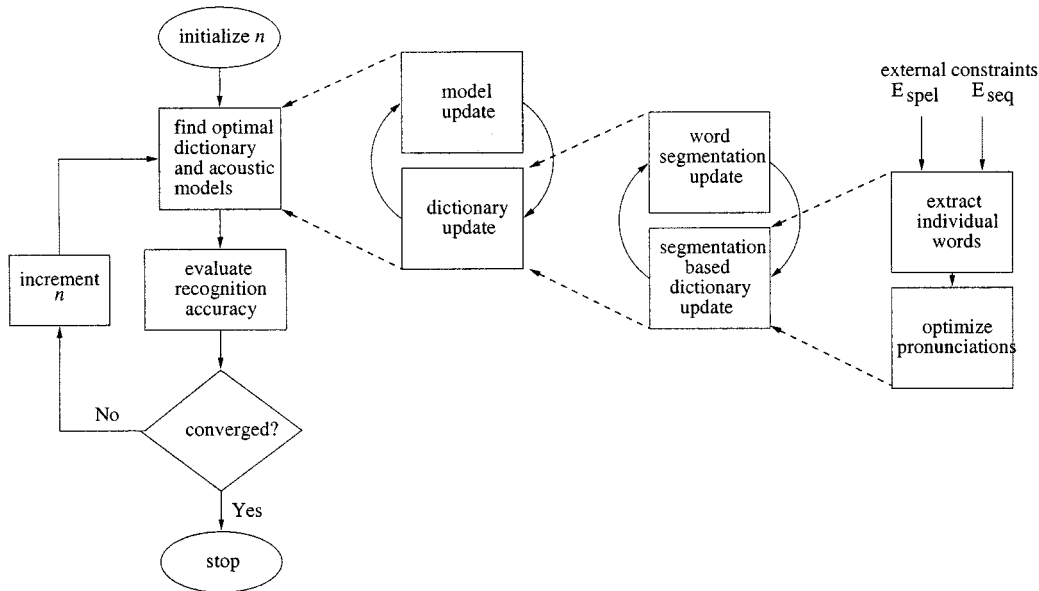 initialize n
find optimal
dictionary
and acoustic
models
evaluate
recognition
accuracy
increment
n
No
converged?
Yes
stop
model
update
dictionary
update
word
segmentation
update
segmentation
based
dictionary
update
external constraints
E spel E seq
extract
individual
words
optimize
pronunciations